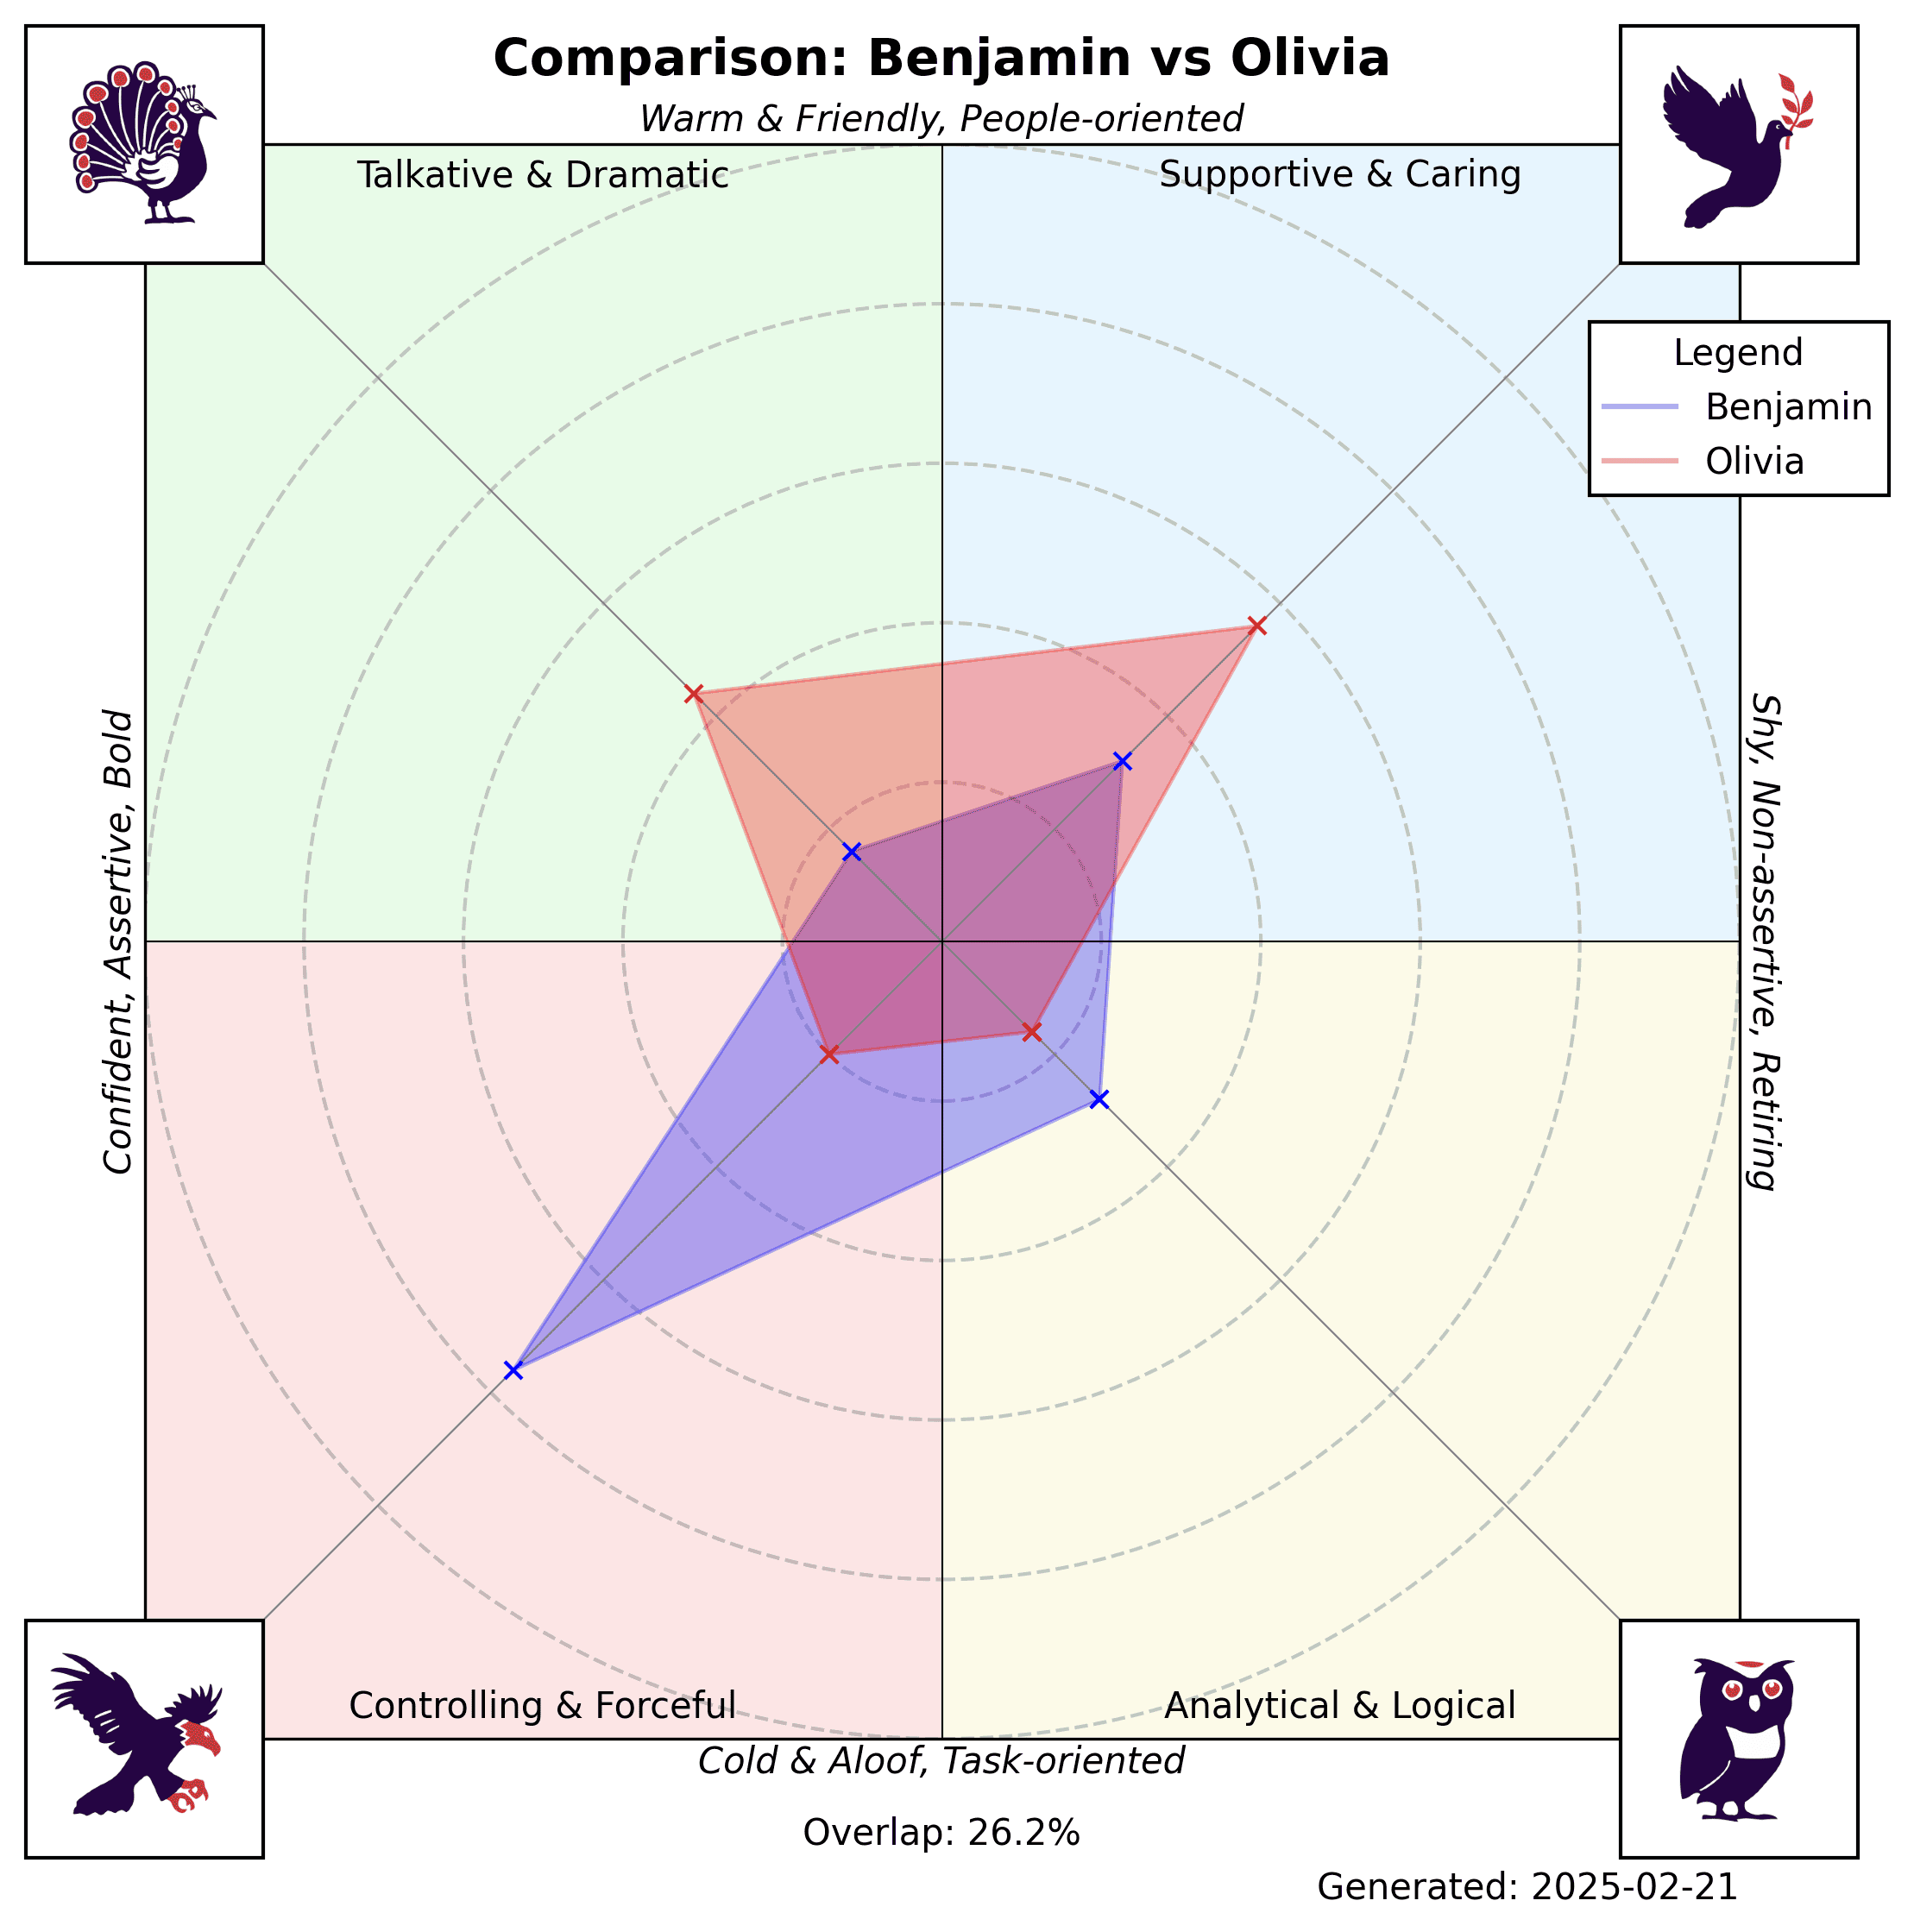 Comparison: Benjamin vs Olivia
Warm & Friendly, People-oriented
Talkative & Dramatic
Supportive & Caring
Legend
Benjamin
Olivia
Confident, Assertive, Bold
Shy, Non-assertive, Retiring
Controlling & Forceful
Analytical & Logical
Cold & Aloof, Task-oriented
Overlap: 26.2%
Generated: 2025-02-21